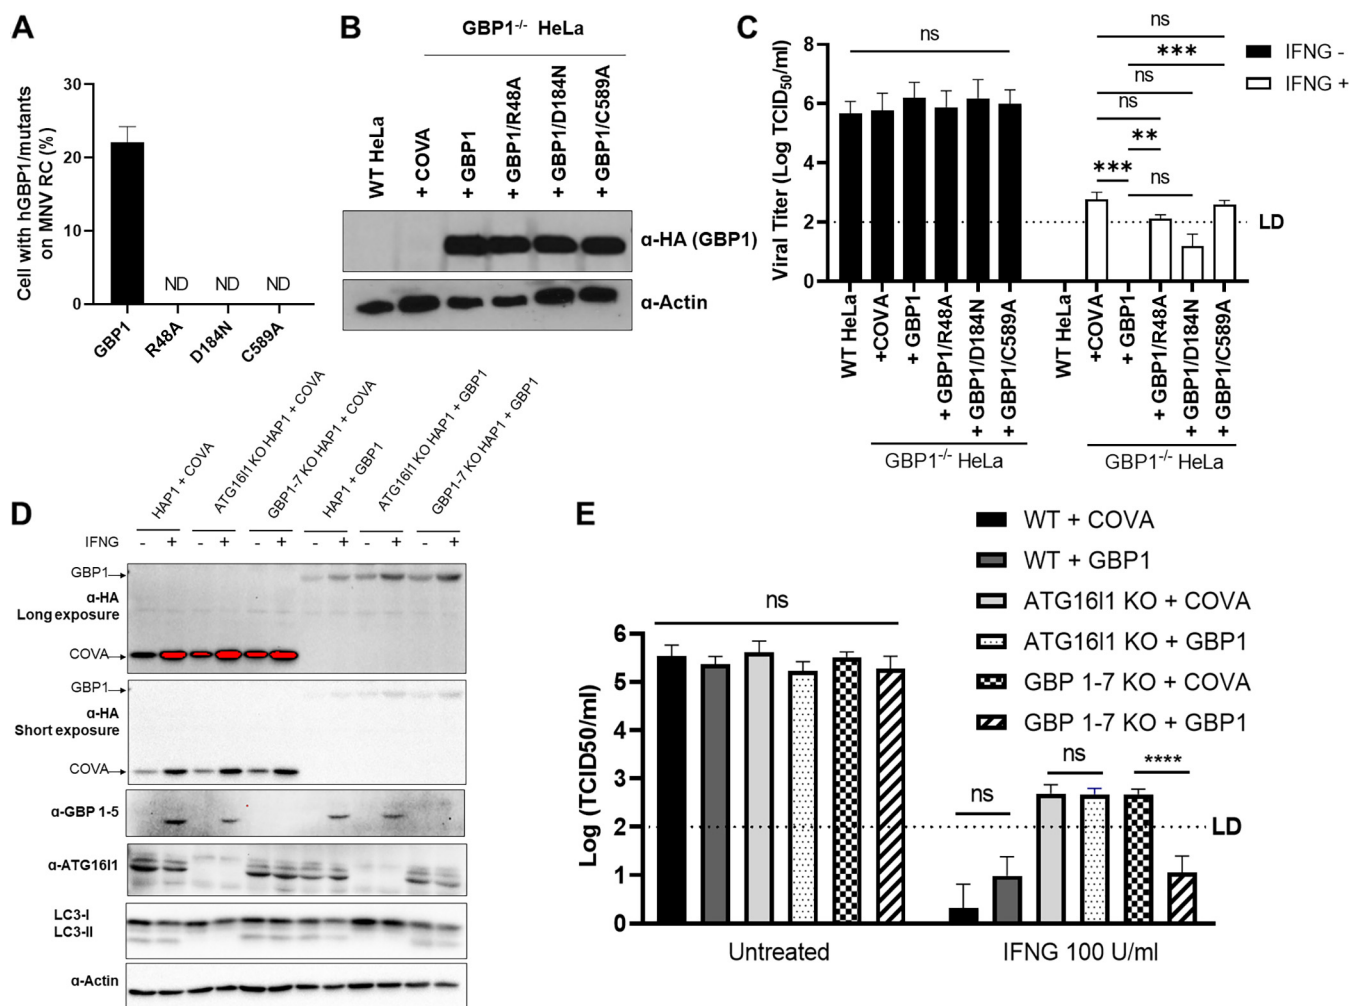 A
Cell with hGBP1/mutants
on MNV RC (%)
30
20
10
0
ND
ND
ND
GBP1
R48A
D184N
C589A
B
GBP1-/- HeLa
WT HeLa
+ COVA
+ GBP1
+ GBP1/R48A
+ GBP1/D184N
+ GBP1/C589A
α-HA (GBP1)
α-Actin
C
Viral Titer (Log TCID50/ml)
8
6
4
2
0
ns
ns
***
ns
ns
**
***
ns
LD
IFNG -
IFNG +
WT HeLa
+COVA
+ GBP1
+ GBP1/R48A
+ GBP1/D184N
+ GBP1/C589A
GBP1-/- HeLa
WT HeLa
+COVA
+ GBP1
+ GBP1/R48A
+ GBP1/D184N
+ GBP1/C589A
GBP1-/- HeLa
D
HAP1 + COVA
ATG16l1 KO HAP1 + COVA
GBP1-7 KO HAP1 + COVA
HAP1 + GBP1
ATG16l1 KO HAP1 + GBP1
GBP1-7 KO HAP1 + GBP1
IFNG - + - + - + - + - + - +
GBP1→
α-HA
Long exposure
COVA→
GBP1→
α-HA
Short exposure
COVA→
α-GBP 1-5
α-ATG16l1
LC3-I
LC3-II
α-Actin
E
WT + COVA
WT + GBP1
ATG16l1 KO + COVA
ATG16l1 KO + GBP1
GBP 1-7 KO + COVA
GBP 1-7 KO + GBP1
Log (TCID50/ml)
6
5
4
3
2
1
0
ns
ns
ns
****
LD
Untreated
IFNG 100 U/ml